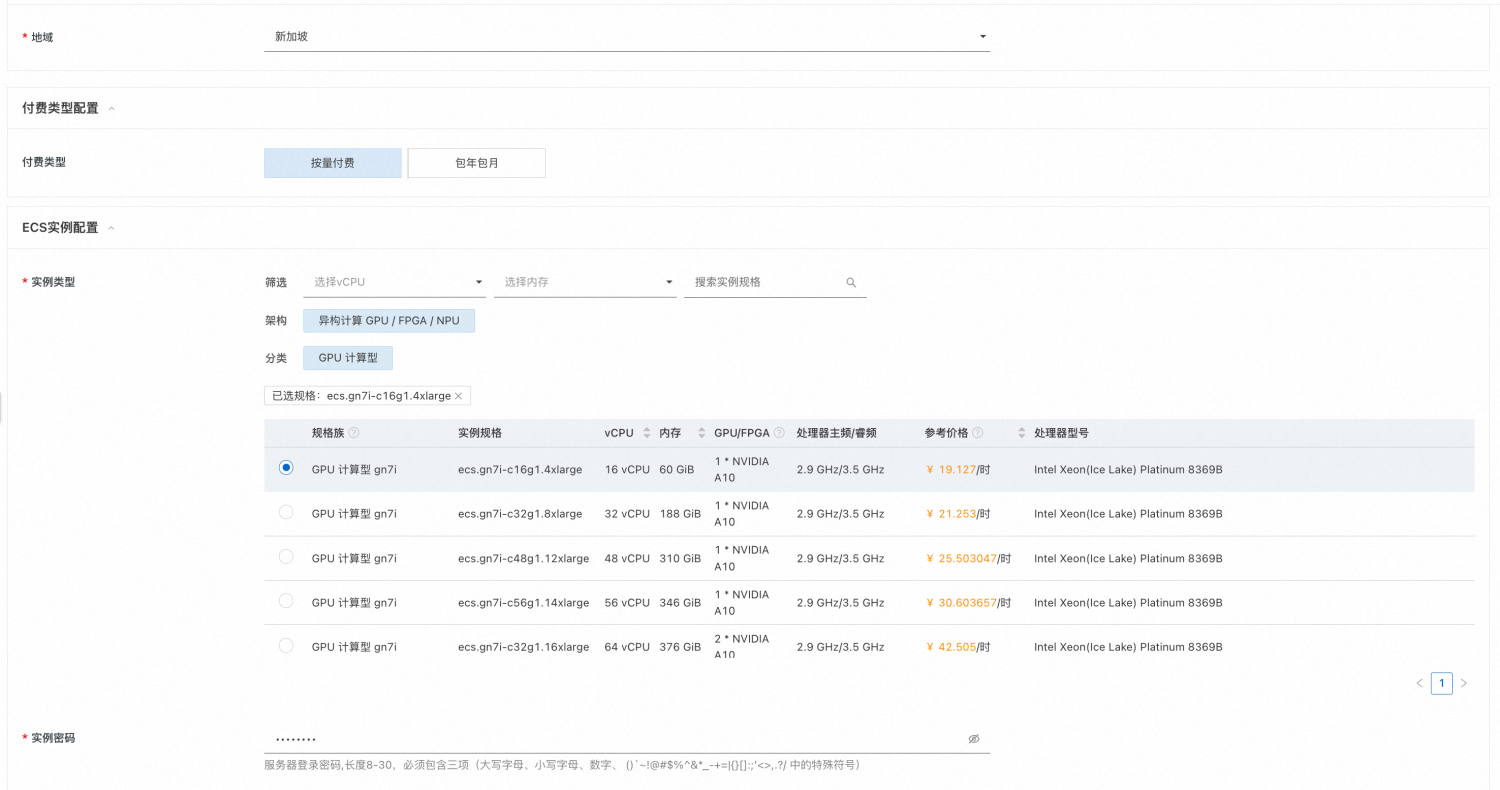 * 地域 新加坡
付费类型配置
付费类型 按量付费 包年包月
ECS实例配置
* 实例类型 筛选 选择vCPU 选择内存 搜索实例规格
架构 异构计算 GPU / FPGA / NPU
分类 GPU 计算型
已选规格：ecs.gn7i-c16g1.4xlarge ×
规格族 实例规格 vCPU 内存 GPU/FPGA 处理器主频/睿频 参考价格 处理器型号
GPU 计算型 gn7i ecs.gn7i-c16g1.4xlarge 16 vCPU 60 GiB 1 * NVIDIA A10 2.9 GHz/3.5 GHz ¥ 19.127/时 Intel Xeon(Ice Lake) Platinum 8369B
GPU 计算型 gn7i ecs.gn7i-c32g1.8xlarge 32 vCPU 188 GiB 1 * NVIDIA A10 2.9 GHz/3.5 GHz ¥ 21.253/时 Intel Xeon(Ice Lake) Platinum 8369B
GPU 计算型 gn7i ecs.gn7i-c48g1.12xlarge 48 vCPU 310 GiB 1 * NVIDIA A10 2.9 GHz/3.5 GHz ¥ 25.503047/时 Intel Xeon(Ice Lake) Platinum 8369B
GPU 计算型 gn7i ecs.gn7i-c56g1.14xlarge 56 vCPU 346 GiB 1 * NVIDIA A10 2.9 GHz/3.5 GHz ¥ 30.603657/时 Intel Xeon(Ice Lake) Platinum 8369B
GPU 计算型 gn7i ecs.gn7i-c32g1.16xlarge 64 vCPU 376 GiB 2 * NVIDIA A10 2.9 GHz/3.5 GHz ¥ 42.505/时 Intel Xeon(Ice Lake) Platinum 8369B
< 1 >
* 实例密码 ········
服务器登录密码,长度8-30，必须包含三项（大写字母、小写字母、数字、 ()`~!@#$%^&*_-+=|{}[]:;'<>,.?/ 中的特殊符号）